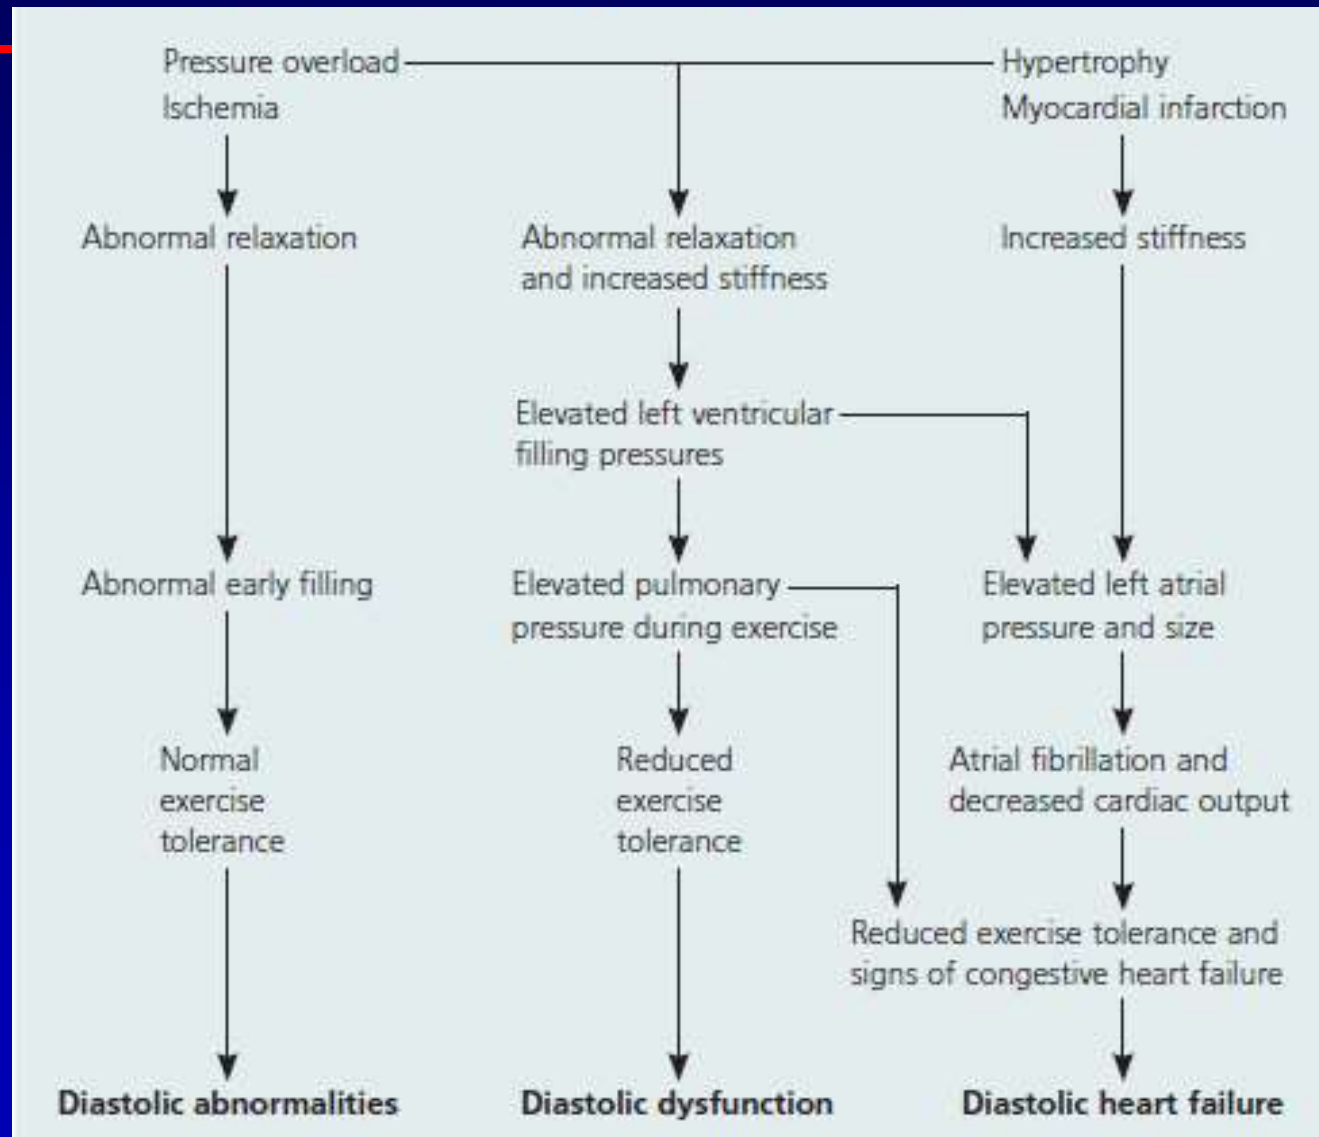 Pressure overload
Ischemia
Hypertrophy
Myocardial infarction
Abnormal relaxation
Abnormal relaxation
and increased stiffness
Increased stiffness
Elevated left ventricular
filling pressures
Abnormal early filling
Elevated pulmonary
pressure during exercise
Elevated left atrial
pressure and size
Normal
exercise
tolerance
Reduced
exercise
tolerance
Atrial fibrillation and
decreased cardiac output
Reduced exercise tolerance and
signs of congestive heart failure
Diastolic abnormalities
Diastolic dysfunction
Diastolic heart failure